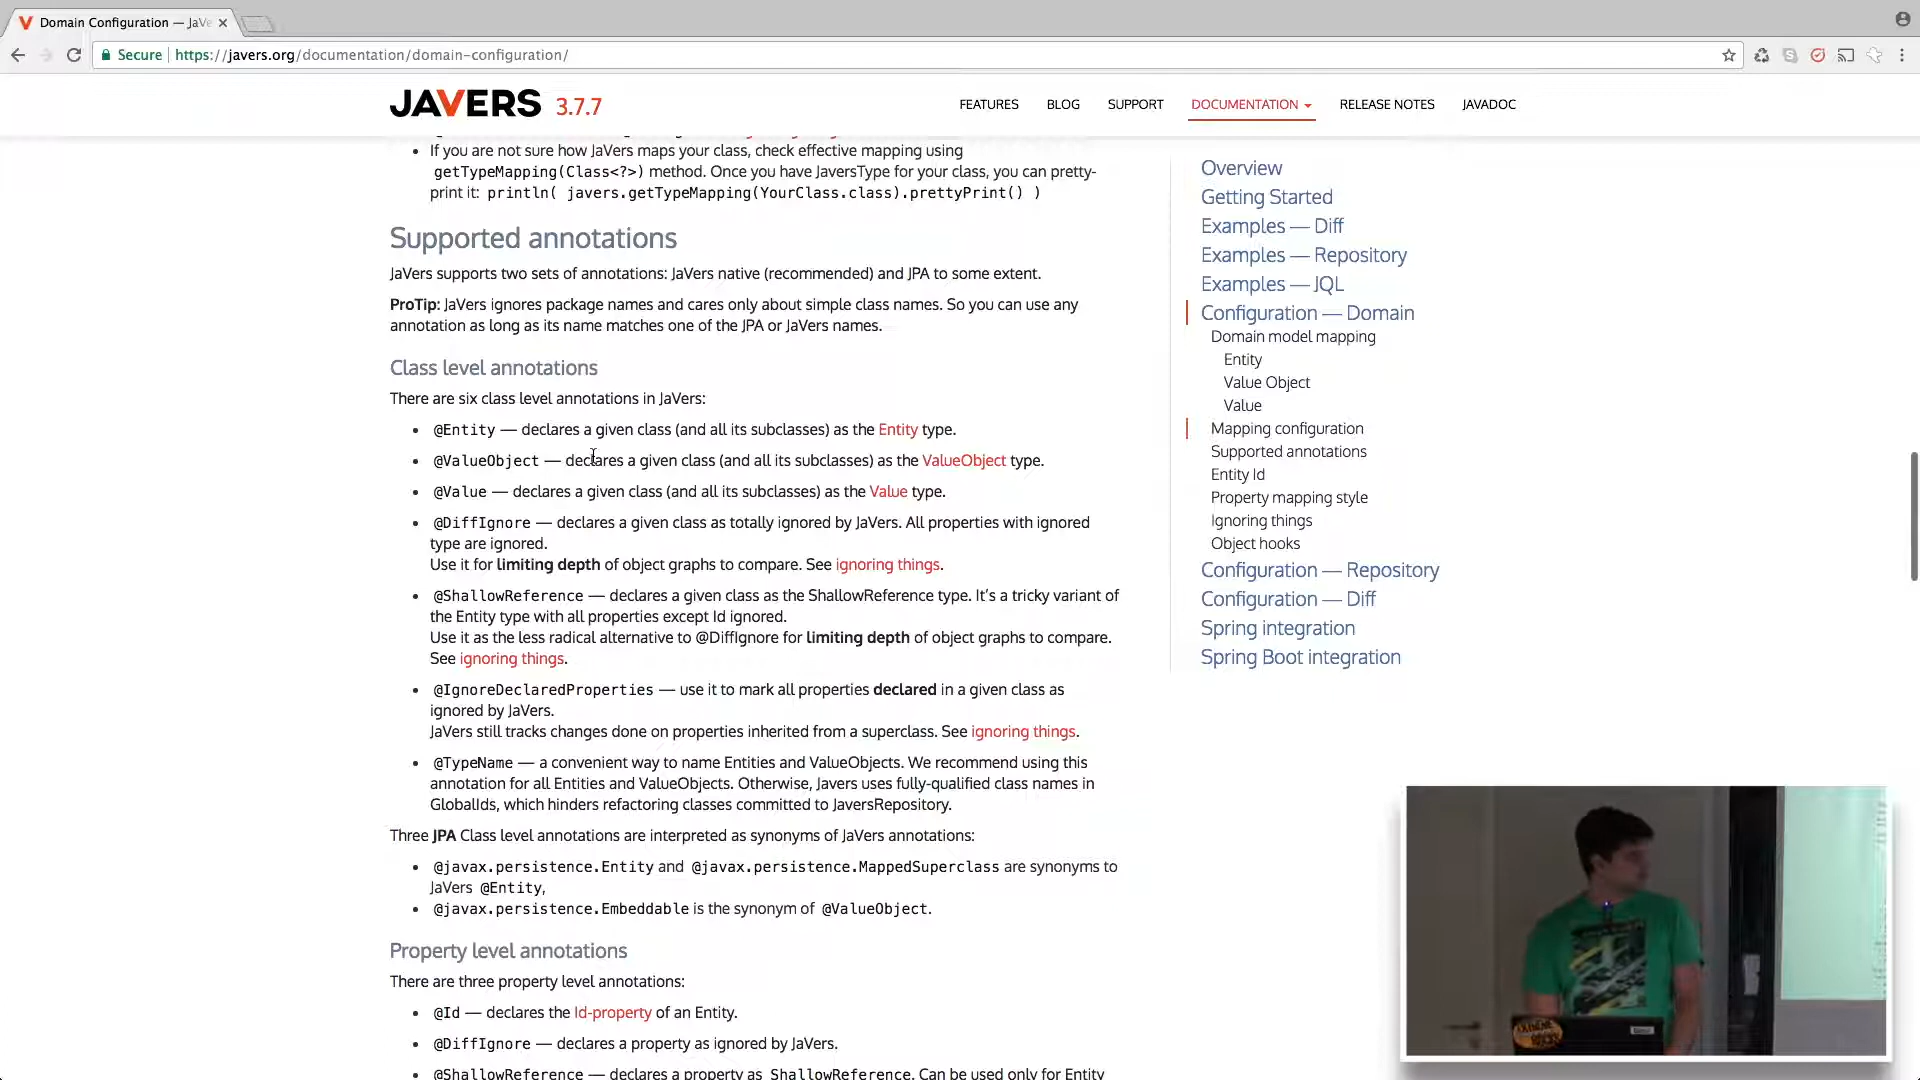 Domain Configuration — JaVe
Secure
https://javers.org/documentation/domain-configuration/
JAVERS 3.7.7
FEATURES
BLOG
SUPPORT
DOCUMENTATION
RELEASE NOTES
JAVADOC
If you are not sure how JaVers maps your class, check effective mapping using
getTypeMapping(Class<?>) method. Once you have JaversType for your class, you can pretty-
print it: println( javers.getTypeMapping(YourClass.class).prettyPrint() )
Supported annotations
JaVers supports two sets of annotations: JaVers native (recommended) and JPA to some extent.
ProTip: JaVers ignores package names and cares only about simple class names. So you can use any
annotation as long as its name matches one of the JPA or JaVers names.
Class level annotations
There are six class level annotations in JaVers:
@Entity — declares a given class (and all its subclasses) as the Entity type.
@ValueObject — declares a given class (and all its subclasses) as the ValueObject type.
@Value — declares a given class (and all its subclasses) as the Value type.
@DiffIgnore — declares a given class as totally ignored by JaVers. All properties with ignored
type are ignored.
Use it for limiting depth of object graphs to compare. See ignoring things.
@ShallowReference — declares a given class as the ShallowReference type. It's a tricky variant of
the Entity type with all properties except Id ignored.
Use it as the less radical alternative to @DiffIgnore for limiting depth of object graphs to compare.
See ignoring things.
@IgnoreDeclaredProperties — use it to mark all properties declared in a given class as
ignored by JaVers.
JaVers still tracks changes done on properties inherited from a superclass. See ignoring things.
@TypeName — a convenient way to name Entities and ValueObjects. We recommend using this
annotation for all Entities and ValueObjects. Otherwise, Javers uses fully-qualified class names in
GlobalIds, which hinders refactoring classes committed to JaversRepository.
Three JPA Class level annotations are interpreted as synonyms of JaVers annotations:
@javax.persistence.Entity and @javax.persistence.MappedSuperclass are synonyms to
JaVers @Entity,
@javax.persistence.Embeddable is the synonym of @ValueObject.
Property level annotations
There are three property level annotations:
@Id — declares the Id-property of an Entity.
@DiffIgnore — declares a property as ignored by JaVers.
@ShallowReference — declares a property as ShallowReference. Can be used only for Entity
Overview
Getting Started
Examples — Diff
Examples — Repository
Examples — JQL
Configuration — Domain
Domain model mapping
Entity
Value Object
Value
Mapping configuration
Supported annotations
Entity Id
Property mapping style
Ignoring things
Object hooks
Configuration — Repository
Configuration — Diff
Spring integration
Spring Boot integration